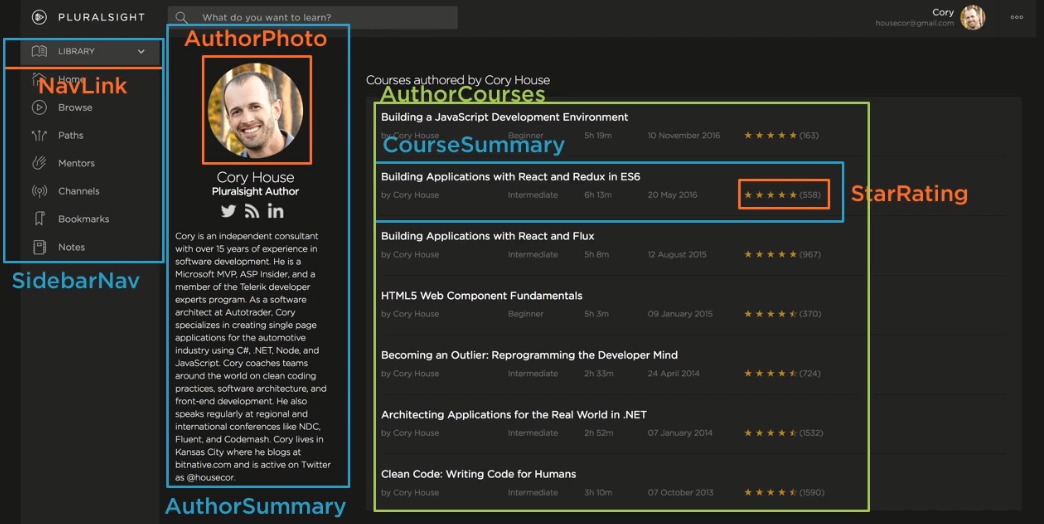 PLURALSIGHT
What do you want to learn?
Cory
housecor@gmail.com
LIBRARY
NavLink
Home
Browse
Paths
Mentors
Channels
Bookmarks
Notes
SidebarNav
AuthorPhoto
Cory House
Pluralsight Author
Cory is an independent consultant
with over 15 years of experience in
software development. He is a
Microsoft MVP, ASP Insider, and a
member of the Telerik developer
experts program. As a software
architect at Autotrader, Cory
specializes in creating single page
applications for the automotive
industry using C#, .NET, Node, and
JavaScript. Cory coaches teams
around the world on clean coding
practices, software architecture, and
front-end development. He also
speaks regularly at regional and
international conferences like NDC,
Fluent, and Codemash. Cory lives in
Kansas City where he blogs at
bitnative.com and is active on Twitter
as @housecor.
AuthorSummary
Courses authored by Cory House
AuthorCourses
Building a JavaScript Development Environment
by Cory House Beginner 5h 19m 10 November 2016 (163)
CourseSummary
Building Applications with React and Redux in ES6
by Cory House Intermediate 6h 13m 20 May 2016 (558)
StarRating
Building Applications with React and Flux
by Cory House Intermediate 5h 8m 12 August 2015 (967)
HTML5 Web Component Fundamentals
by Cory House Beginner 5h 3m 09 January 2015 (370)
Becoming an Outlier: Reprogramming the Developer Mind
by Cory House Intermediate 2h 33m 24 April 2014 (724)
Architecting Applications for the Real World in .NET
by Cory House Intermediate 2h 52m 07 January 2014 (1532)
Clean Code: Writing Code for Humans
by Cory House Intermediate 3h 10m 07 October 2013 (1590)